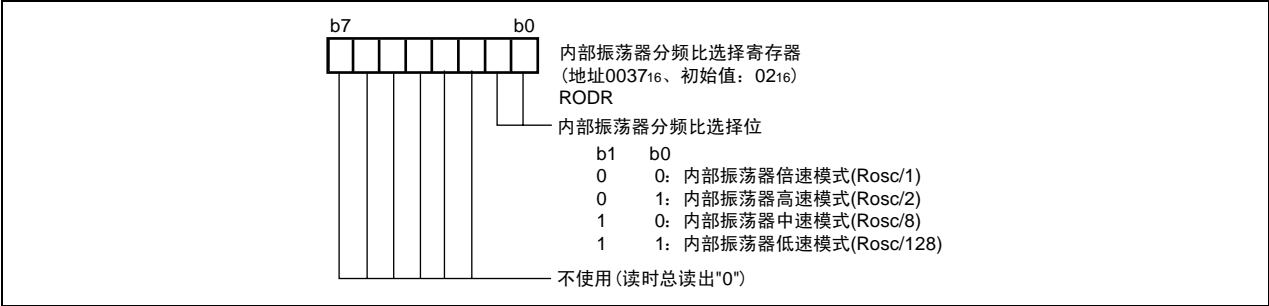 b7 b0
内部振荡器分频比选择寄存器
(地址0037₁₆、初始值：02₁₆)
RODR
内部振荡器分频比选择位
b1 b0
0 0：内部振荡器倍速模式(Rosc/1)
0 1：内部振荡器高速模式(Rosc/2)
1 0：内部振荡器中速模式(Rosc/8)
1 1：内部振荡器低速模式(Rosc/128)
不使用(读时总读出"0")